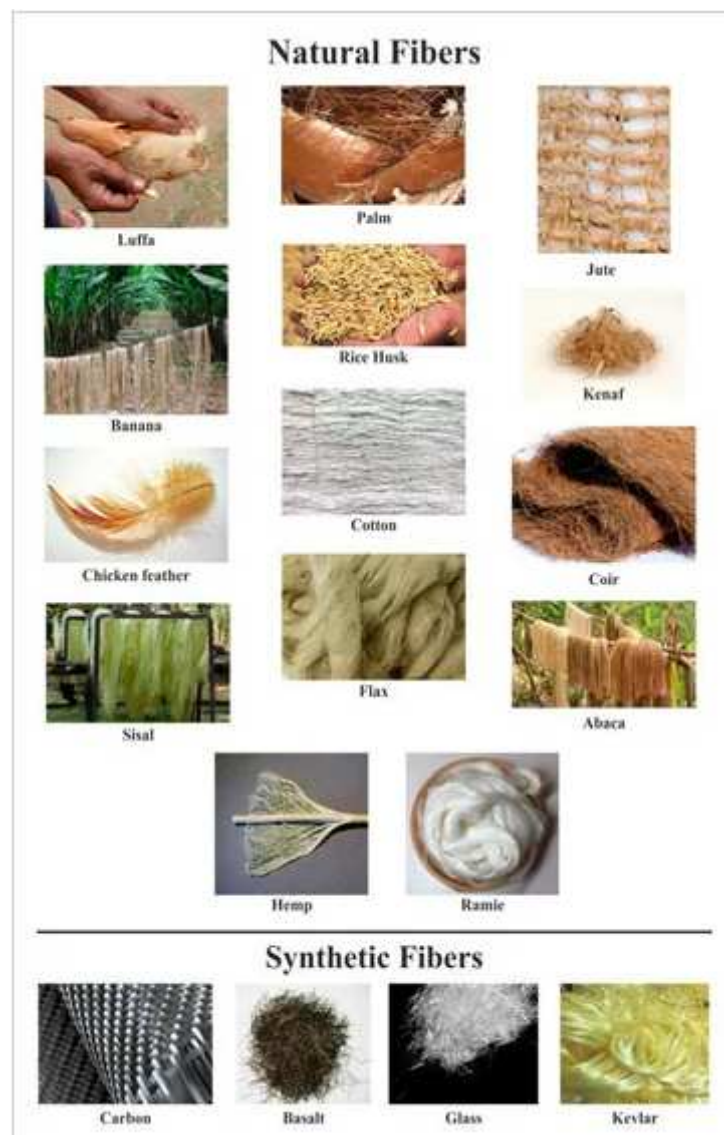 Natural Fibers
Luffa
Palm
Jute
Banana
Rice Husk
Kenaf
Chicken feather
Cotton
Coir
Sisal
Flax
Abaca
Hemp
Ramie
Synthetic Fibers
Carbon
Basalt
Glass
Kevlar